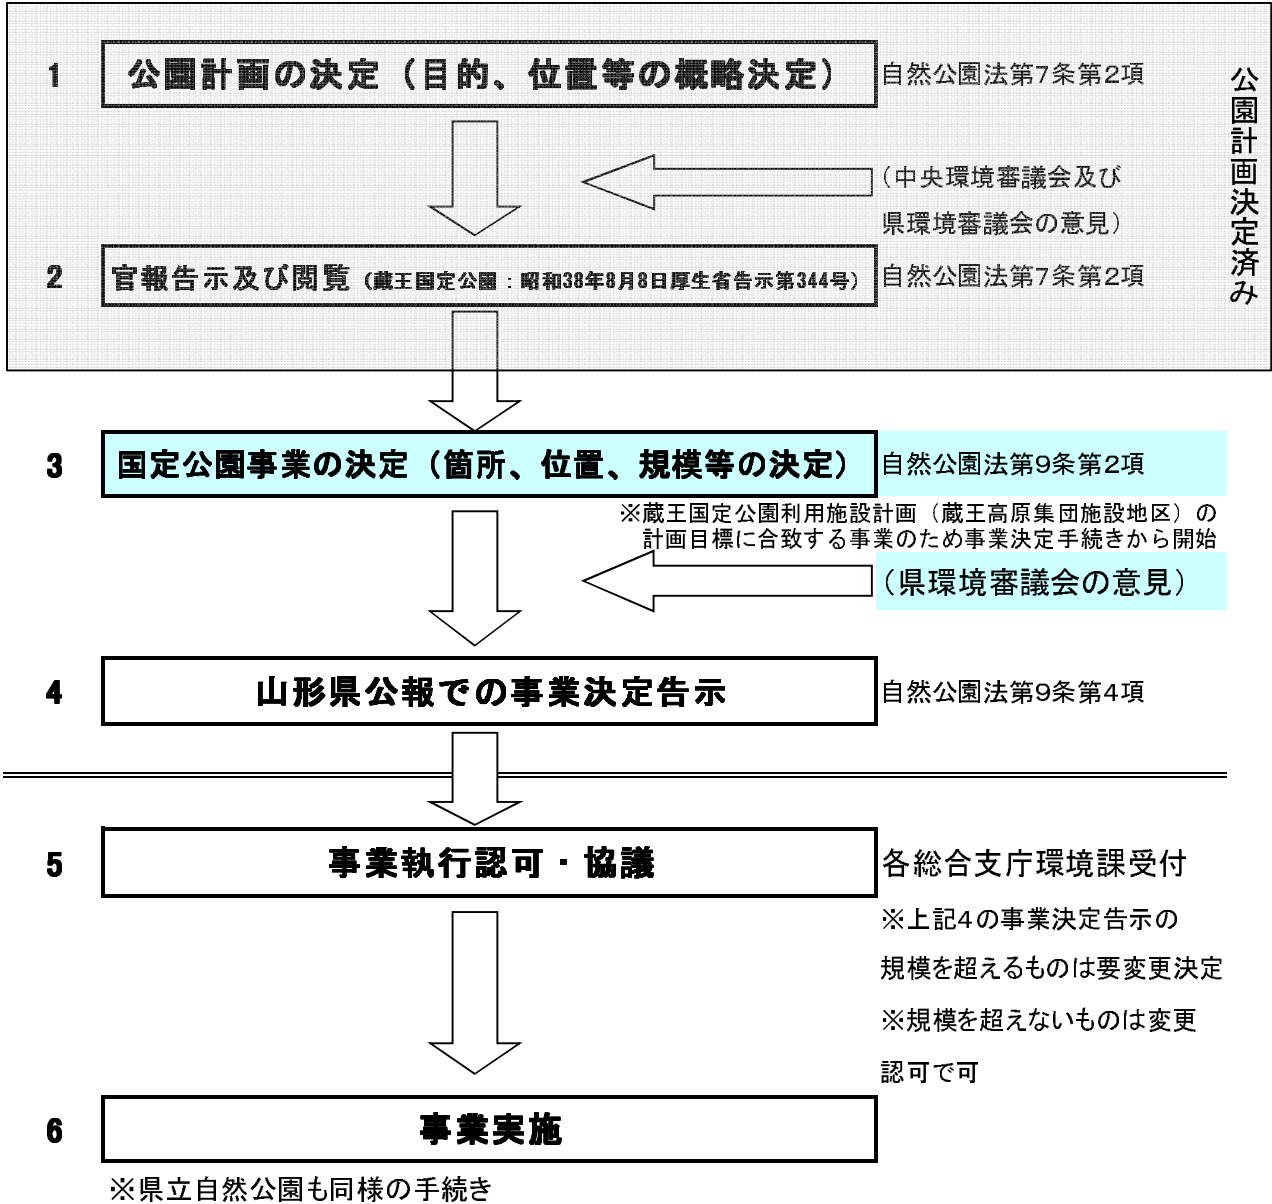 1 公園計画の決定（目的、位置等の概略決定） 自然公園法第7条第2項
（中央環境審議会及び
県環境審議会の意見）
2 官報告示及び閲覧（蔵王国定公園：昭和38年8月8日厚生省告示第344号） 自然公園法第7条第2項
公園計画決定済み
3 国定公園事業の決定（箇所、位置、規模等の決定） 自然公園法第9条第2項
※蔵王国定公園利用施設計画（蔵王高原集団施設地区）の
計画目標に合致する事業のため事業決定手続きから開始
（県環境審議会の意見）
4 山形県公報での事業決定告示 自然公園法第9条第4項
5 事業執行認可・協議 各総合支庁環境課受付
※上記4の事業決定告示の
規模を超えるものは要変更決定
※規模を超えないものは変更
認可で可
6 事業実施
※県立自然公園も同様の手続き